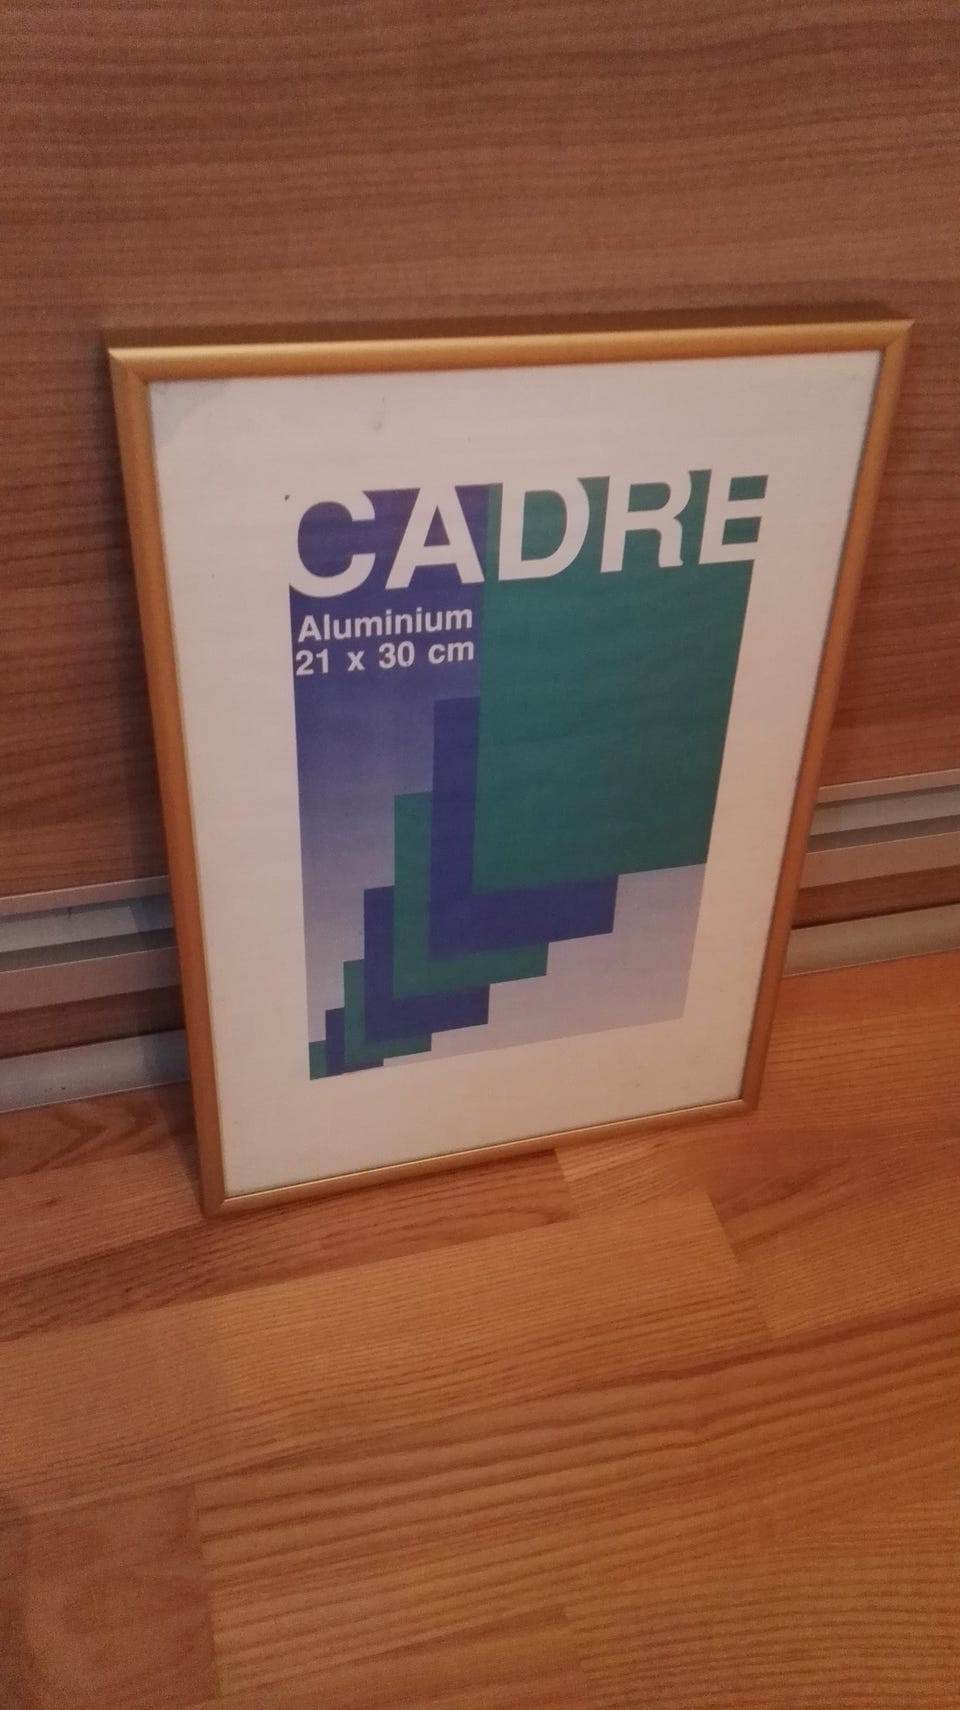 CADRE
Aluminium
21 x 30 cm